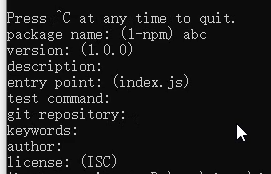 Press ^C at any time to quit.
package name: (1-npm) abc
version: (1.0.0)
description:
entry point: (index.js)
test command:
git repository:
keywords:
author:
license: (ISC)